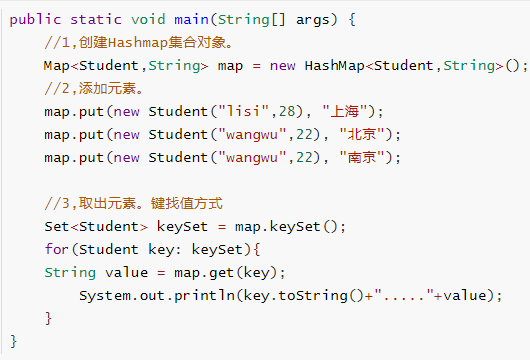 public static void main(String[] args) {
//1,创建Hashmap集合对象。
Map<Student,String> map = new HashMap<Student,String>();
//2,添加元素。
map.put(new Student("lisi",28), "上海");
map.put(new Student("wangwu",22), "北京");
map.put(new Student("wangwu",22), "南京");
//3,取出元素。键找值方式
Set<Student> keySet = map.keySet();
for(Student key: keySet){
String value = map.get(key);
System.out.println(key.toString()+"....."+value);
}
}